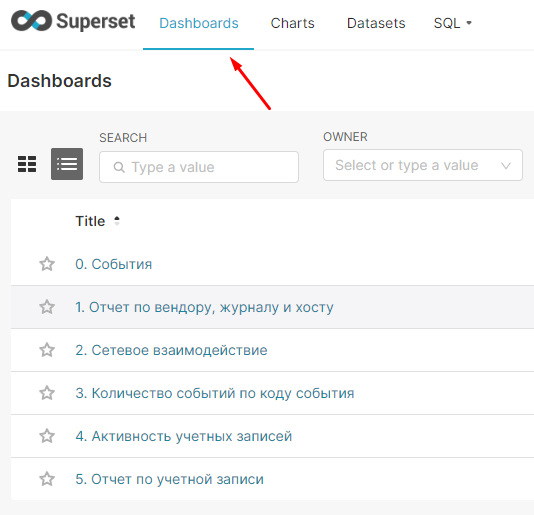 Superset Dashboards Charts Datasets SQL
Dashboards
SEARCH OWNER
Type a value Select or type a value
Title
0. События
1. Отчет по вендору, журналу и хосту
2. Сетевое взаимодействие
3. Количество событий по коду события
4. Активность учетных записей
5. Отчет по учетной записи